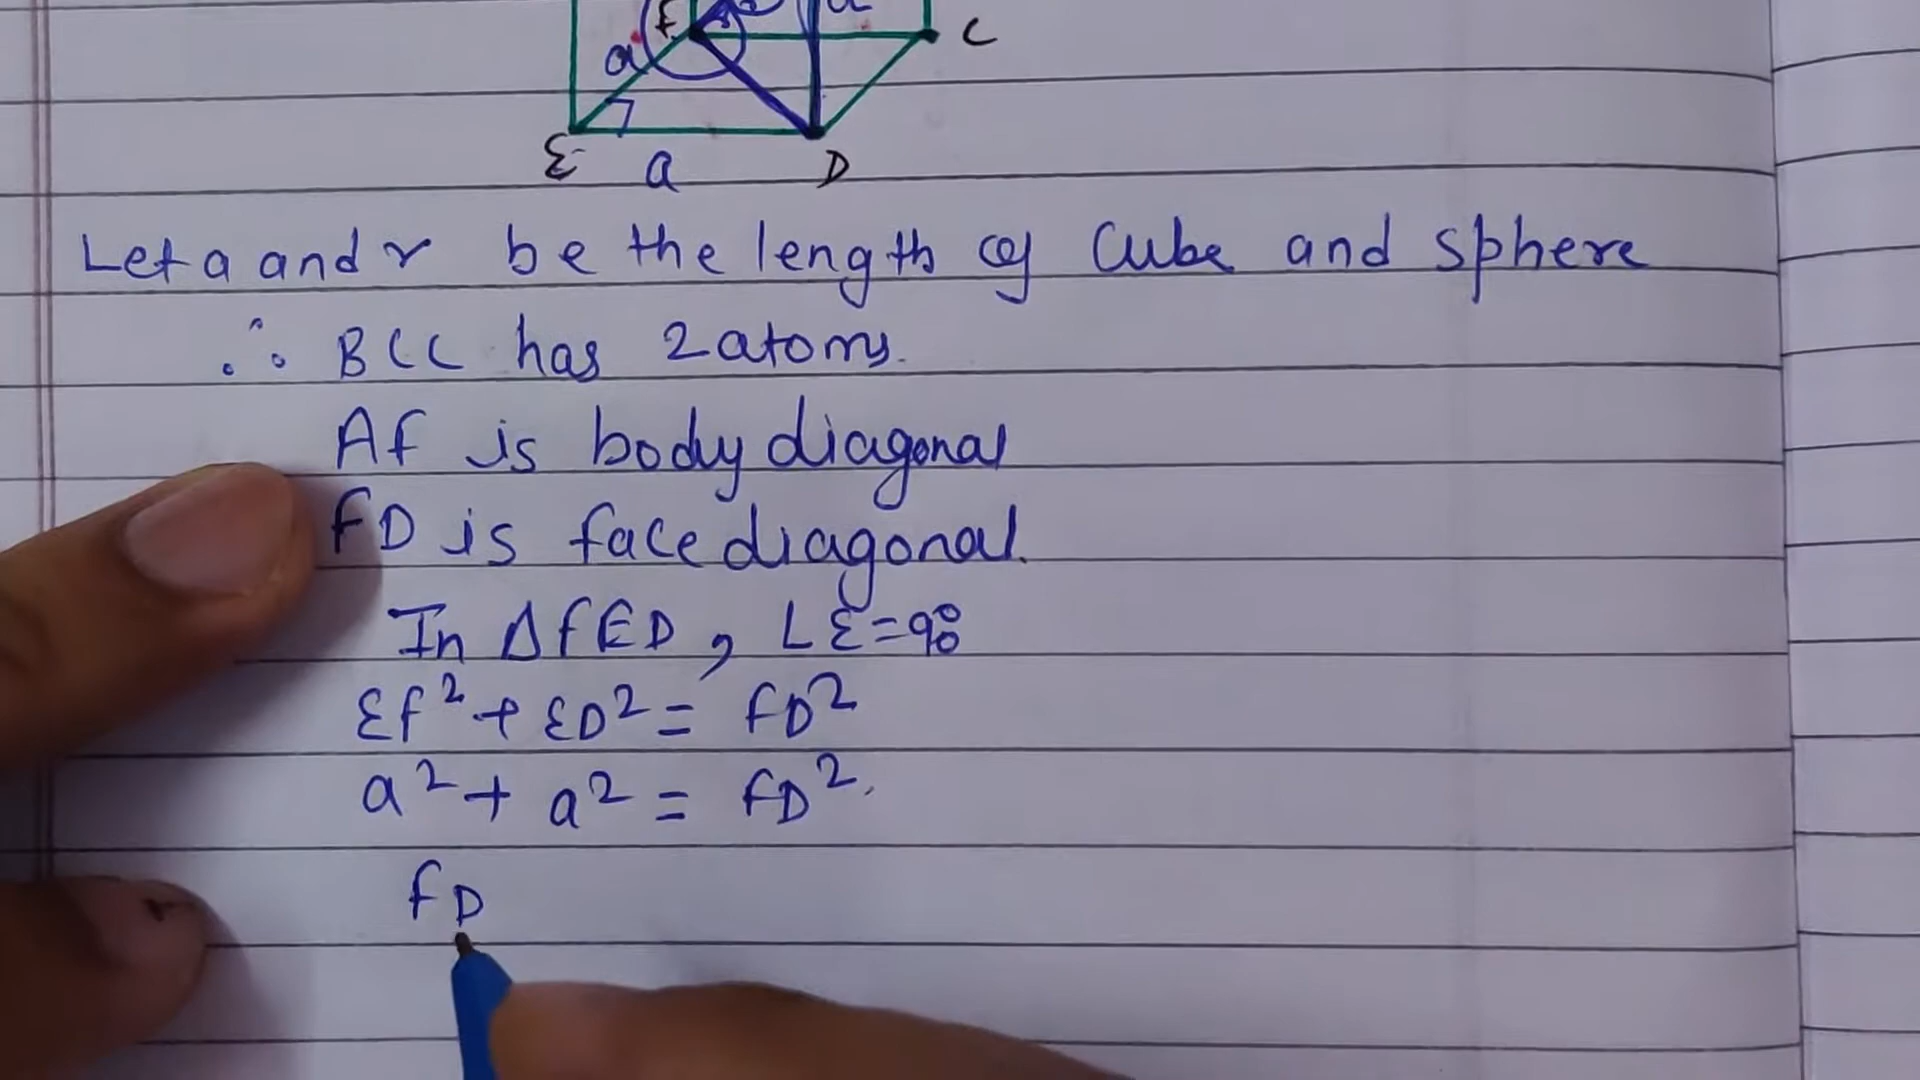 F
a
a
C
E
a
D
Let a and r be the length of Cube and sphere
∴ BCC has 2 atoms.
AF is body diagonal
FD is face diagonal.
In ΔFED, ∠E=90°
EF² + ED² = FD²
a² + a² = FD².
FD